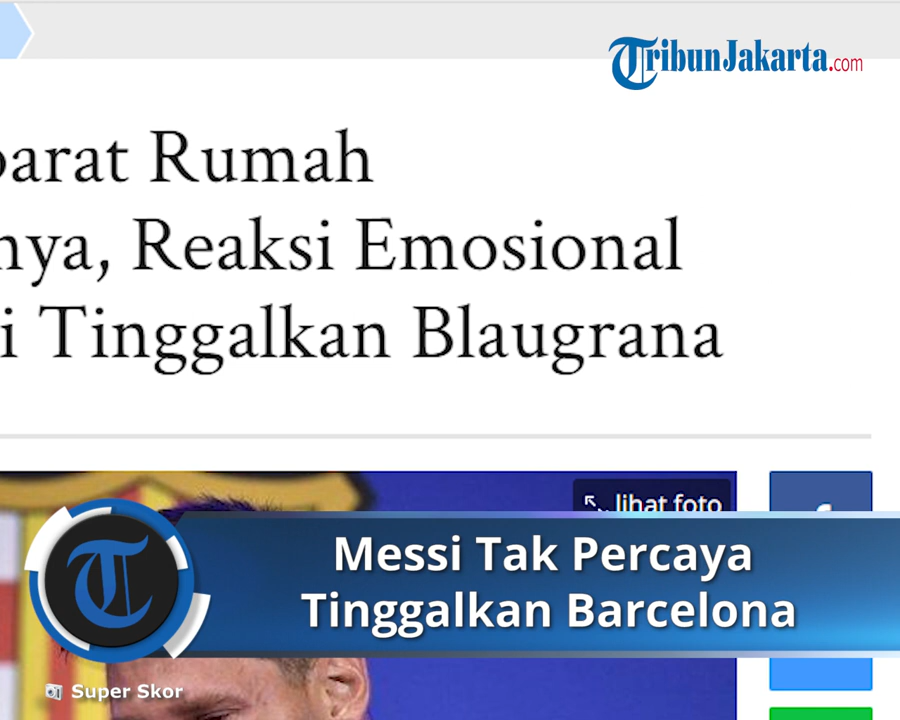 TribunJakarta.com
barat Rumah
nya, Reaksi Emosional
i Tinggalkan Blaugrana
lihat foto
Messi Tak Percaya
Tinggalkan Barcelona
Super Skor